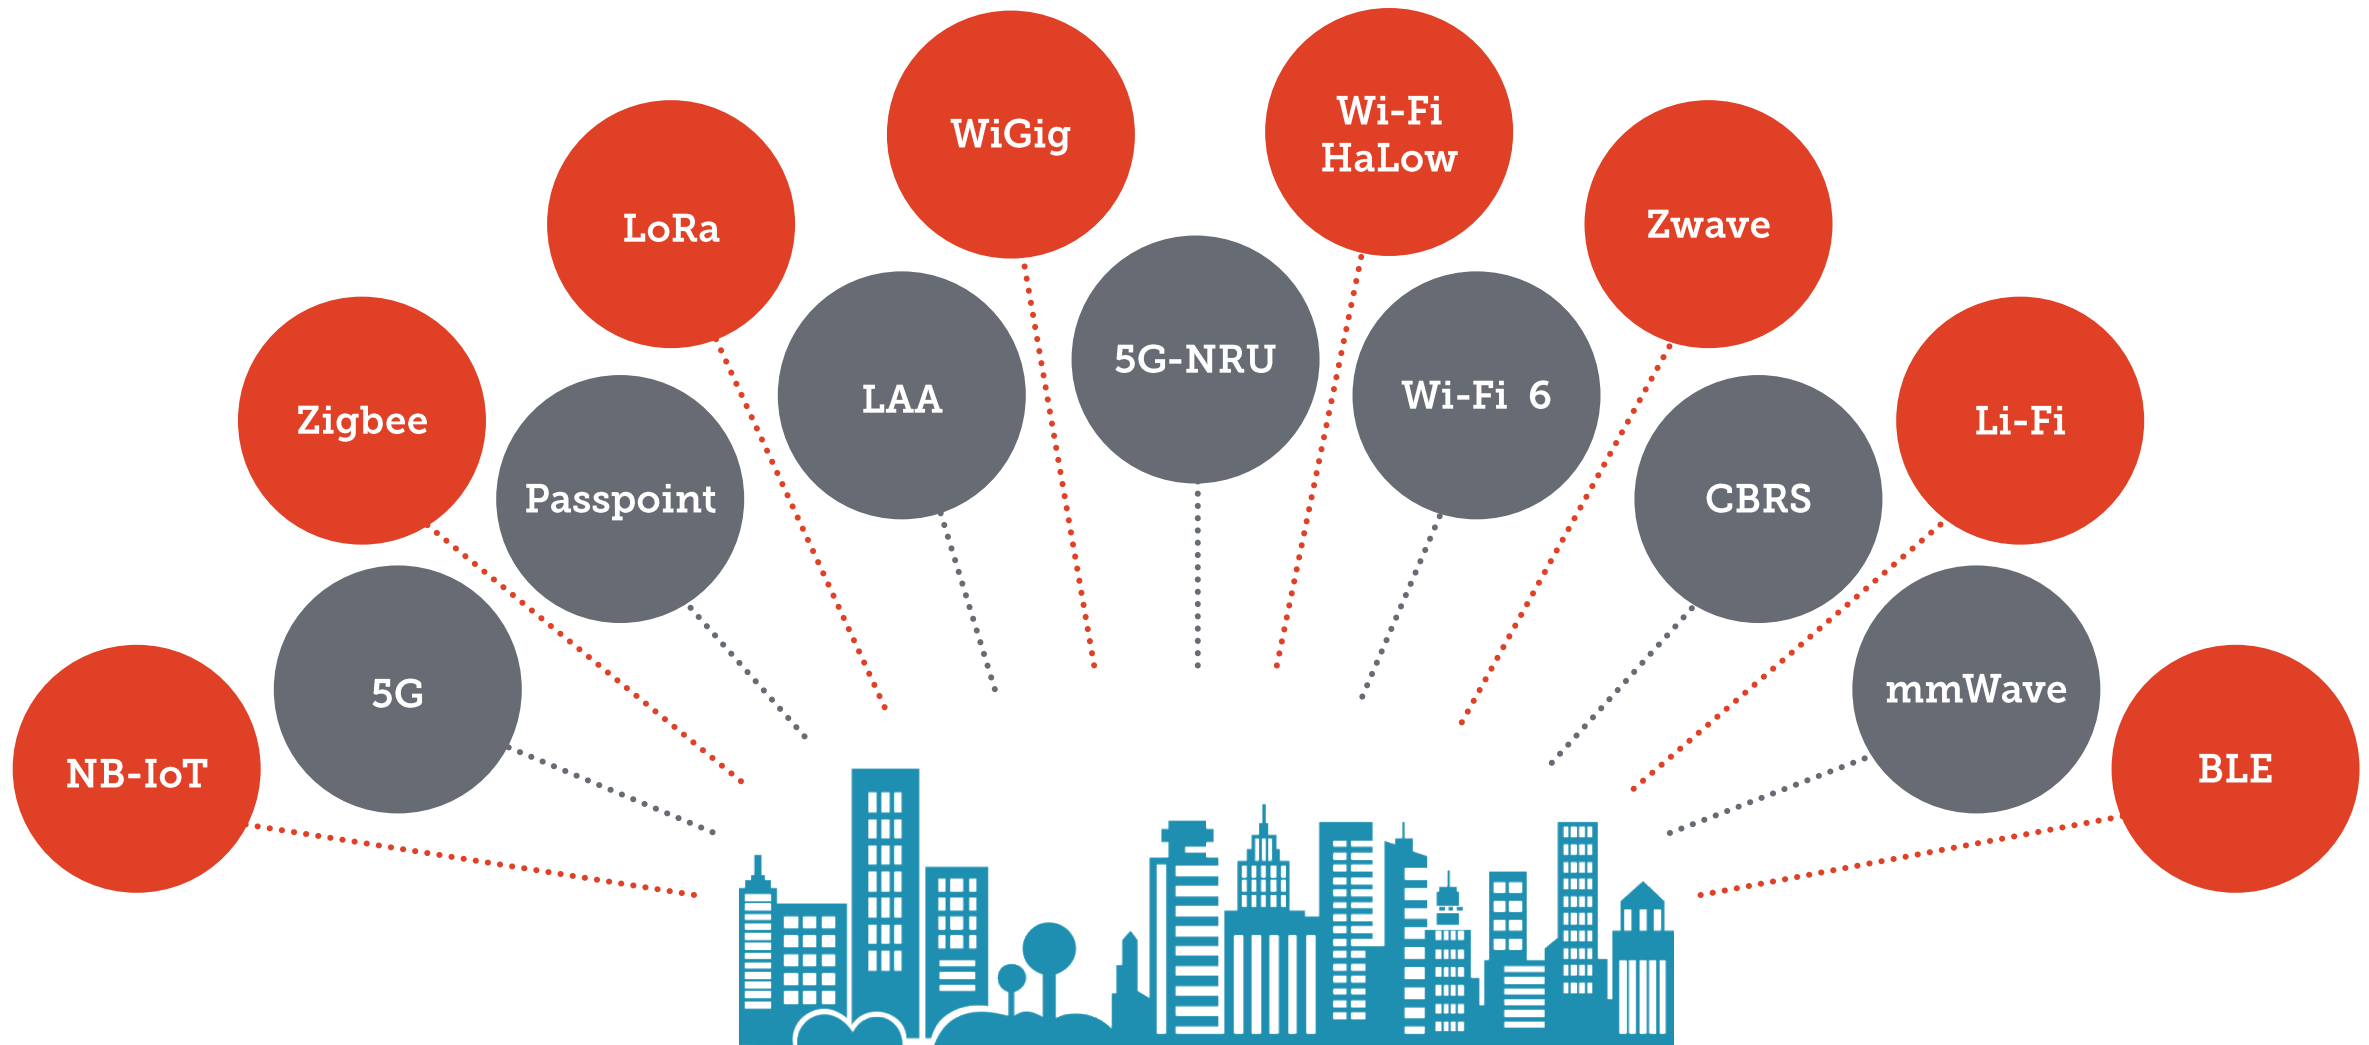 WiGig
Wi-Fi
HaLow
LoRa
Zwave
5G-NRU
LAA
Wi-Fi 6
Zigbee
Li-Fi
Passpoint
CBRS
5G
mmWave
NB-IoT
BLE